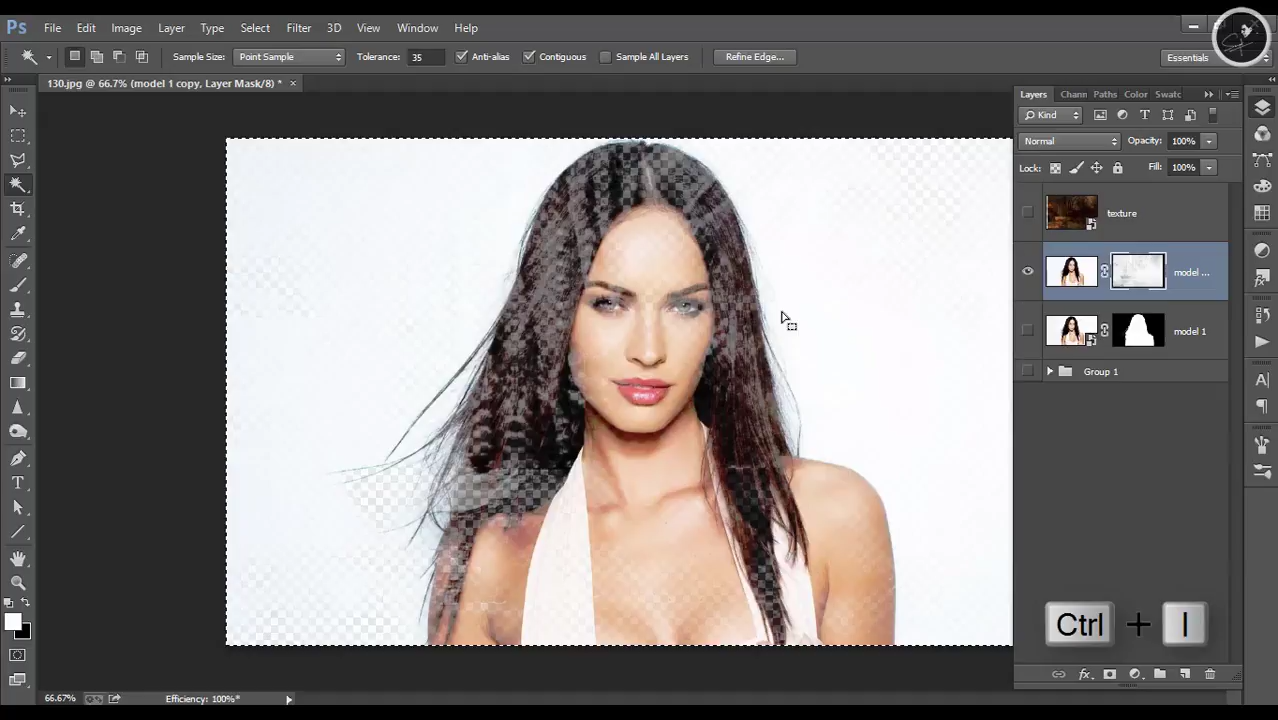 Ps File Edit Image Layer Type Select Filter 3D View Window Help
Sample Size: Point Sample Tolerance: 35 Anti-alias Contiguous Sample All Layers Refine Edge... Essentials
130.jpg @ 66.7% (model 1 copy, Layer Mask/8) * ×
Layers Chann Paths Color Swatc
Kind
Normal Opacity: 100%
Lock: Fill: 100%
texture
model ...
model 1
Group 1
Ctrl + I
66.67% Efficiency: 100%*